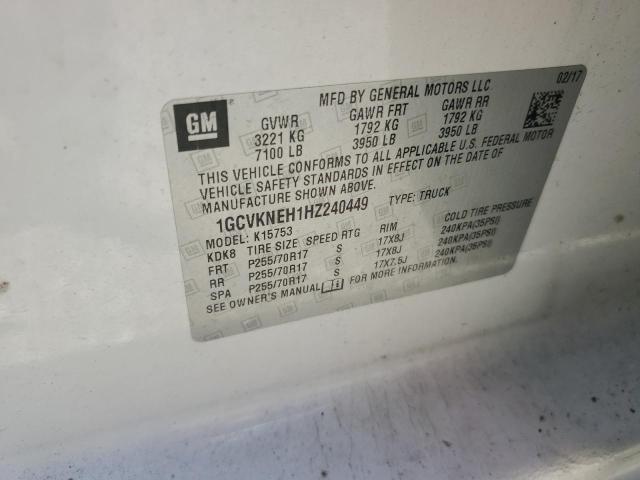 GM
MFD BY GENERAL MOTORS LLC
02/17
GVWR GAWR FRT GAWR RR
3221 KG 1792 KG 1792 KG
7100 LB 3950 LB 3950 LB
THIS VEHICLE CONFORMS TO ALL APPLICABLE U.S. FEDERAL MOTOR
VEHICLE SAFETY STANDARDS IN EFFECT ON THE DATE OF
MANUFACTURE SHOWN ABOVE.
1GCVKNEH1HZ240449 TYPE: TRUCK
MODEL: K15753
KDK8 TIRE SIZE SPEED RTG RIM COLD TIRE PRESSURE
FRT P255/70R17 S 17X8J 240KPA(35PSI)
RR P255/70R17 S 17X8J 240KPA(35PSI)
SPA P255/70R17 S 17X7.5J 240KPA(35PSI)
SEE OWNER'S MANUAL i FOR MORE INFORMATION.